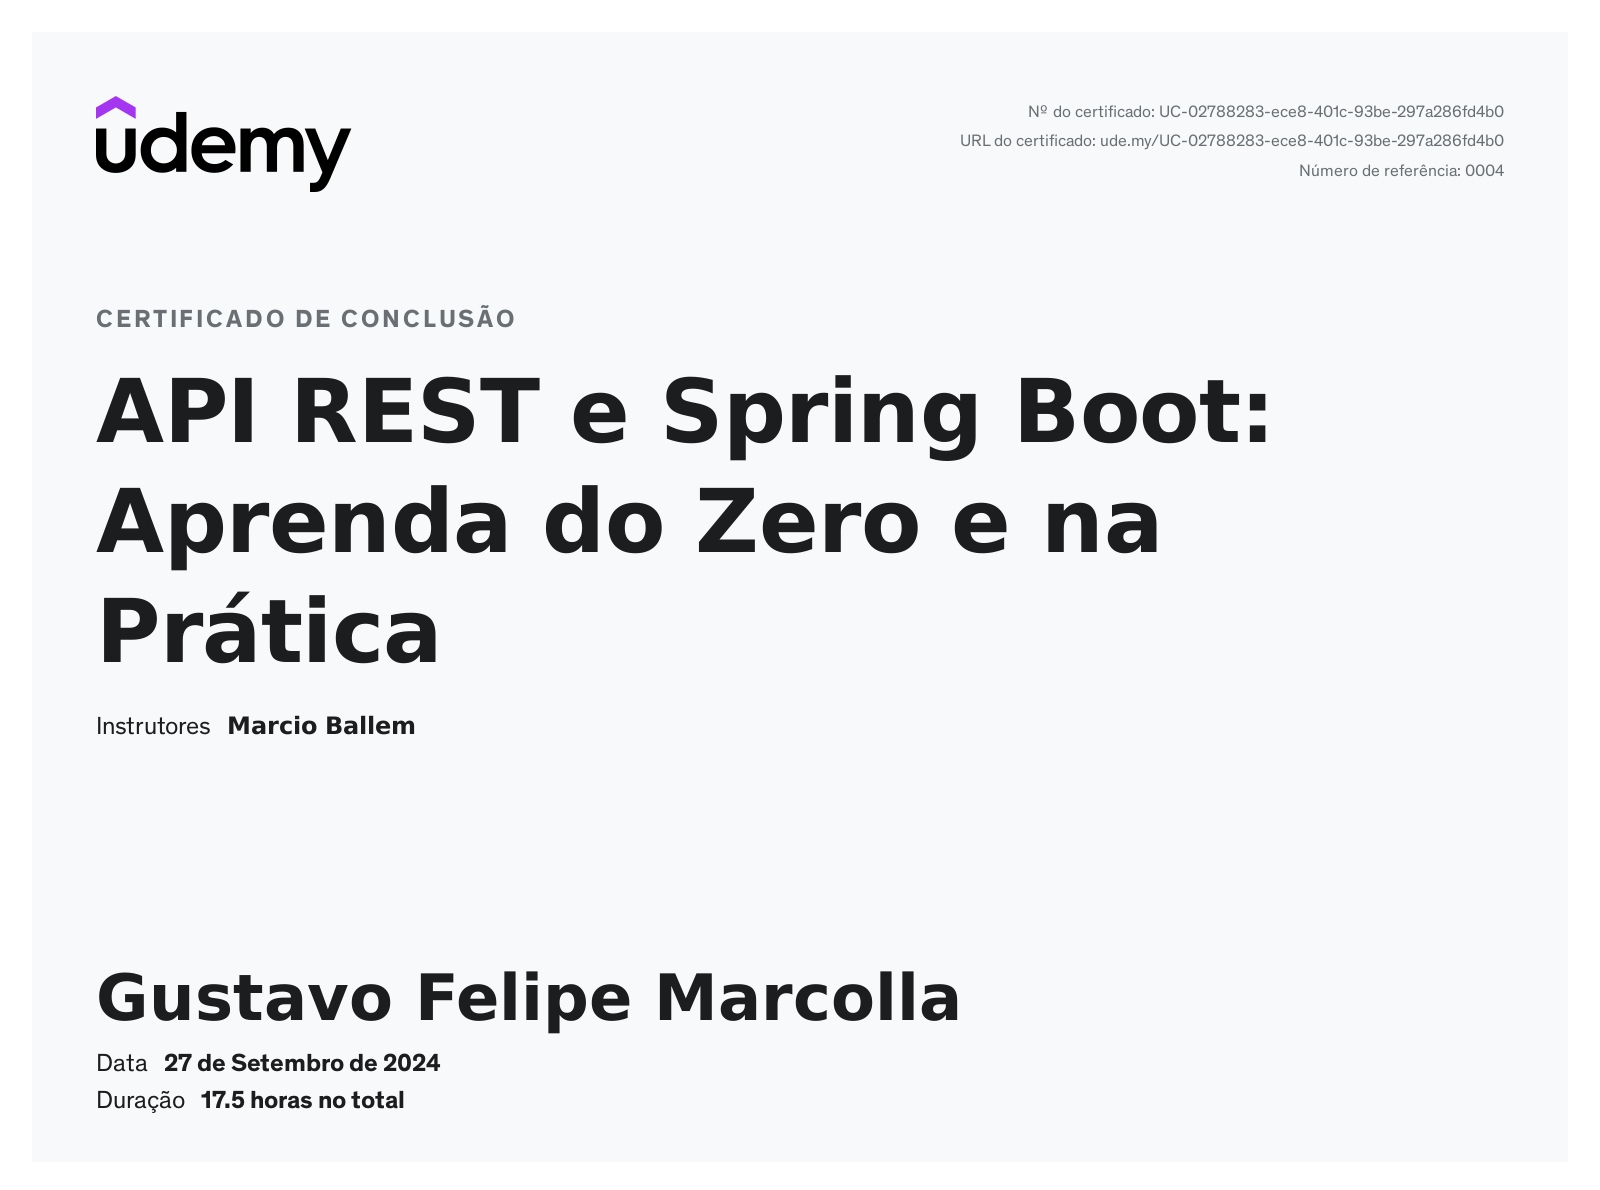 udemy
Nº do certificado: UC-02788283-ece8-401c-93be-297a286fd4b0
URL do certificado: ude.my/UC-02788283-ece8-401c-93be-297a286fd4b0
Número de referência: 0004
CERTIFICADO DE CONCLUSÃO
API REST e Spring Boot:
Aprenda do Zero e na
Prática
Instrutores Marcio Ballem
Gustavo Felipe Marcolla
Data 27 de Setembro de 2024
Duração 17.5 horas no total